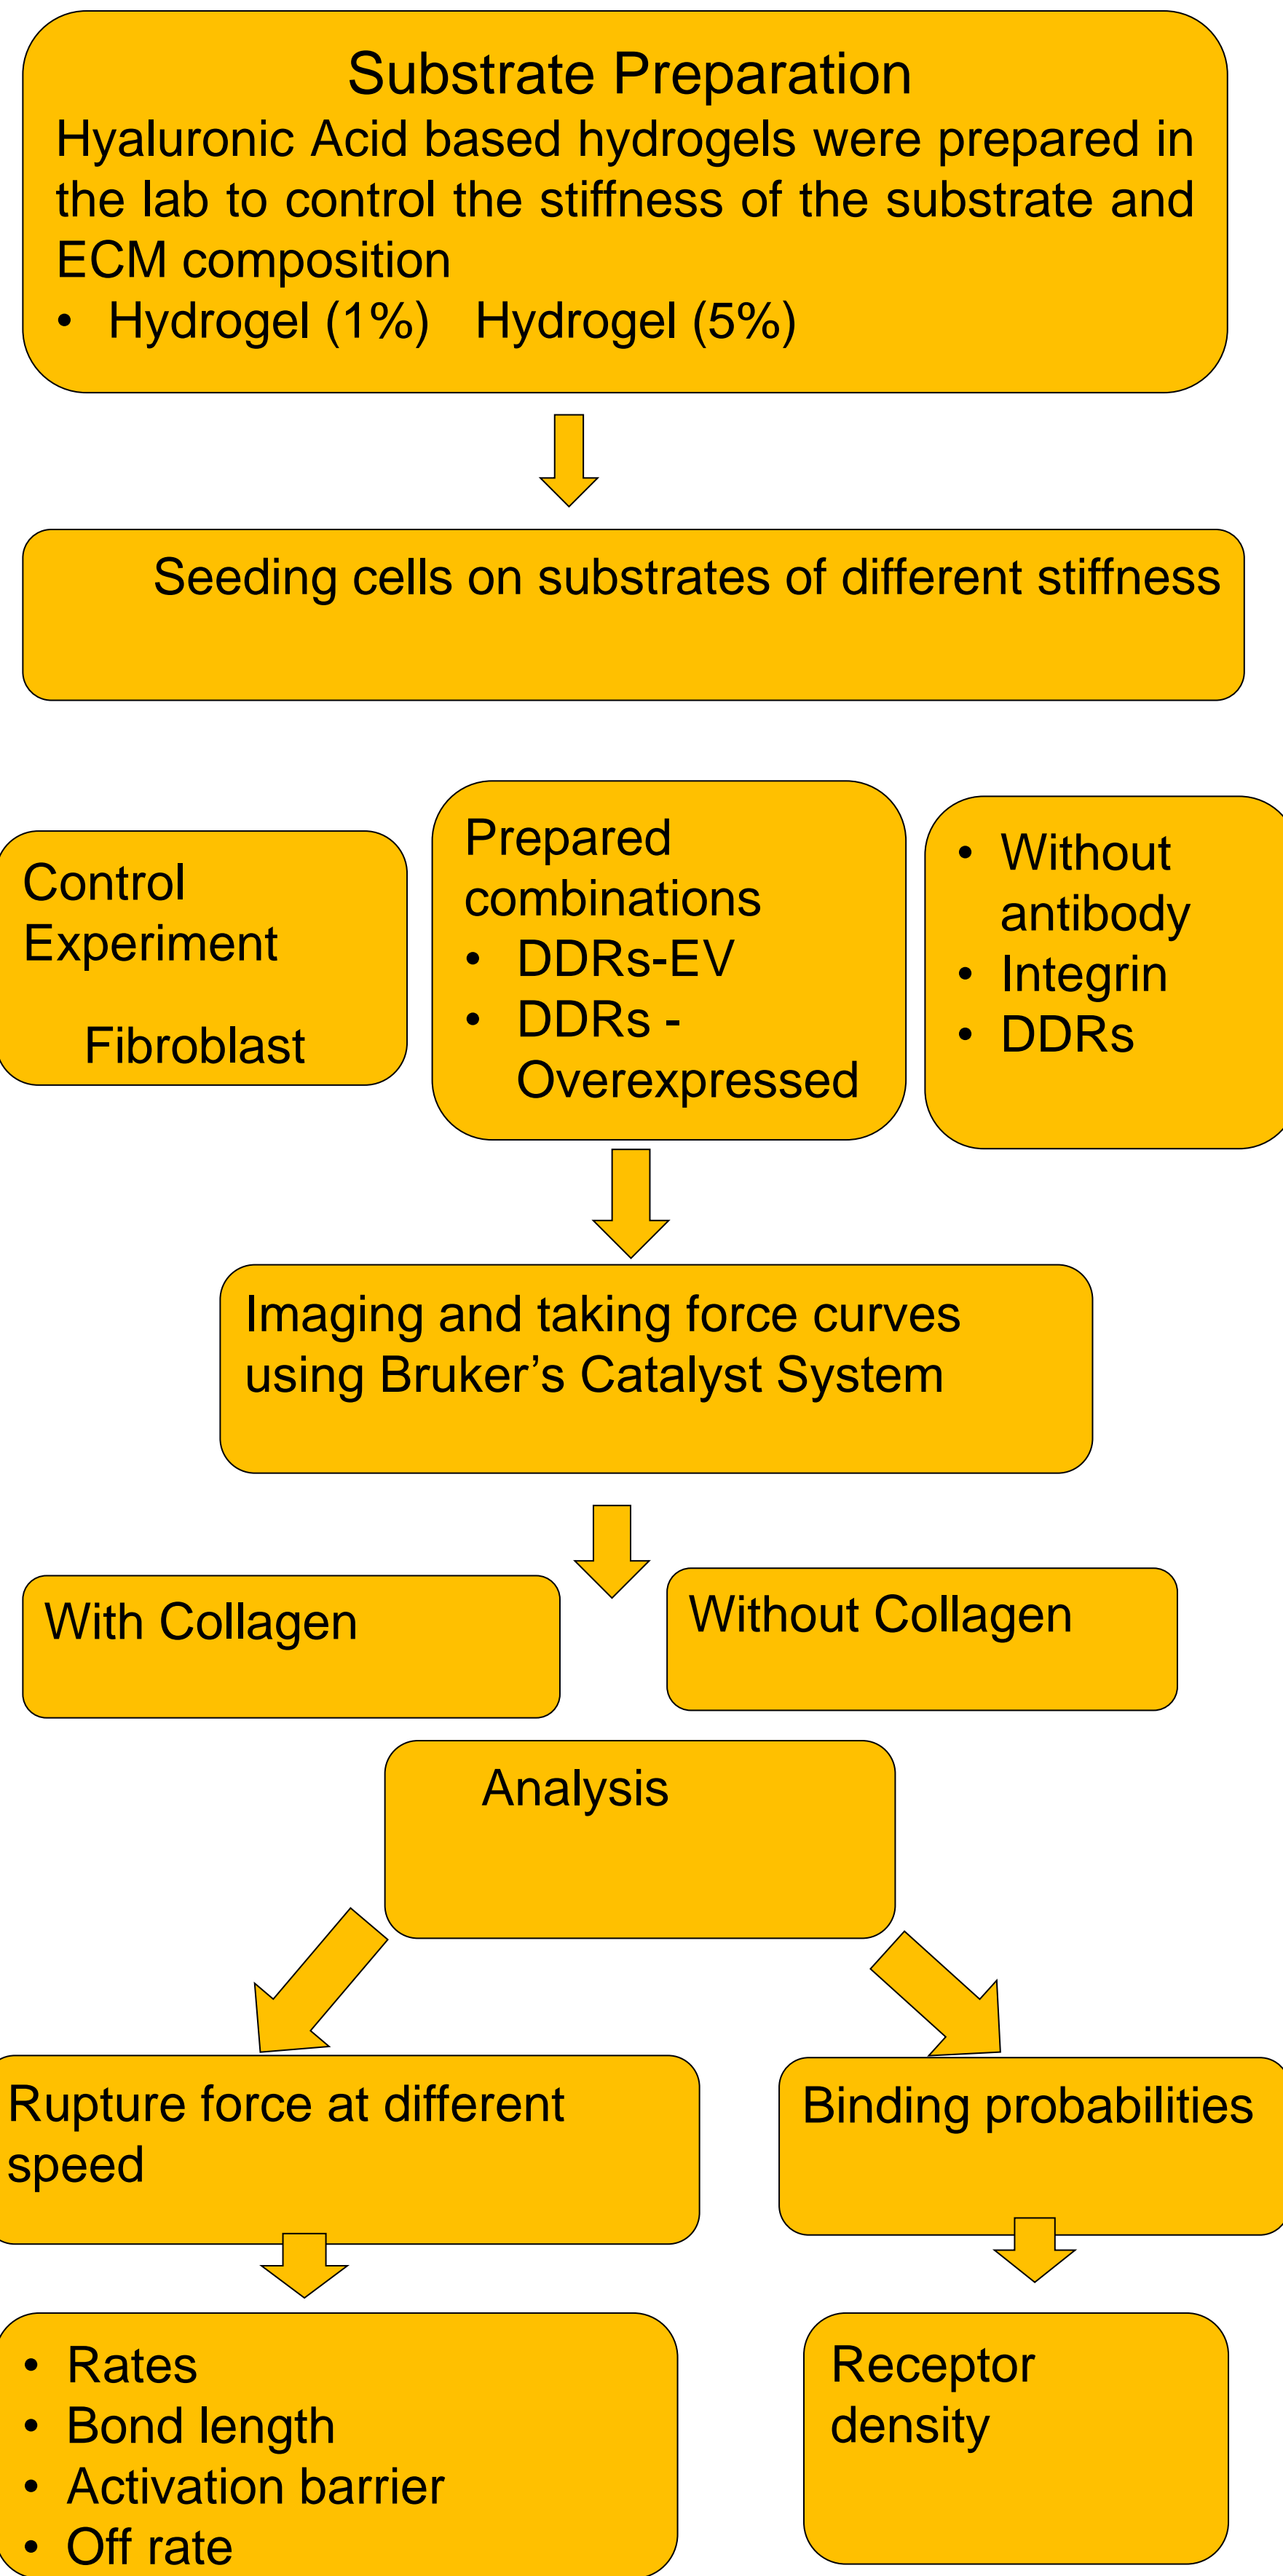 Substrate Preparation
Hyaluronic Acid based hydrogels were prepared in
the lab to control the stiffness of the substrate and
ECM composition
• Hydrogel (1%) Hydrogel (5%)
Seeding cells on substrates of different stiffness
Control
Experiment
Fibroblast
Prepared
combinations
• DDRs-EV
• DDRs -
Overexpressed
• Without
antibody
• Integrin
• DDRs
Imaging and taking force curves
using Bruker’s Catalyst System
With Collagen
Without Collagen
Analysis
Rupture force at different
speed
Binding probabilities
• Rates
• Bond length
• Activation barrier
• Off rate
Receptor
density